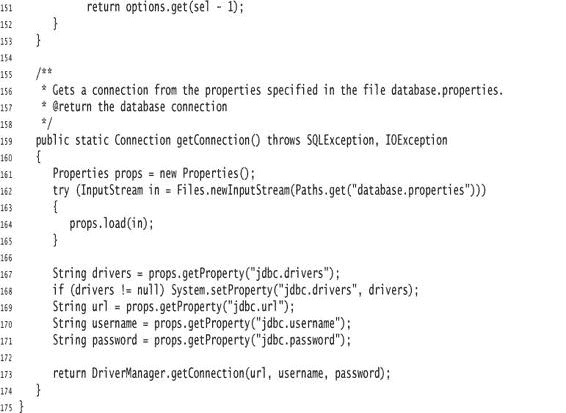 151 return options.get(sel - 1);
152 }
153 }
154
155 /**
156 * Gets a connection from the properties specified in the file database.properties.
157 * @return the database connection
158 */
159 public static Connection getConnection() throws SQLException, IOException
160 {
161 Properties props = new Properties();
162 try (InputStream in = Files.newInputStream(Paths.get("database.properties")))
163 {
164 props.load(in);
165 }
166
167 String drivers = props.getProperty("jdbc.drivers");
168 if (drivers != null) System.setProperty("jdbc.drivers", drivers);
169 String url = props.getProperty("jdbc.url");
170 String username = props.getProperty("jdbc.username");
171 String password = props.getProperty("jdbc.password");
172
173 return DriverManager.getConnection(url, username, password);
174 }
175 }